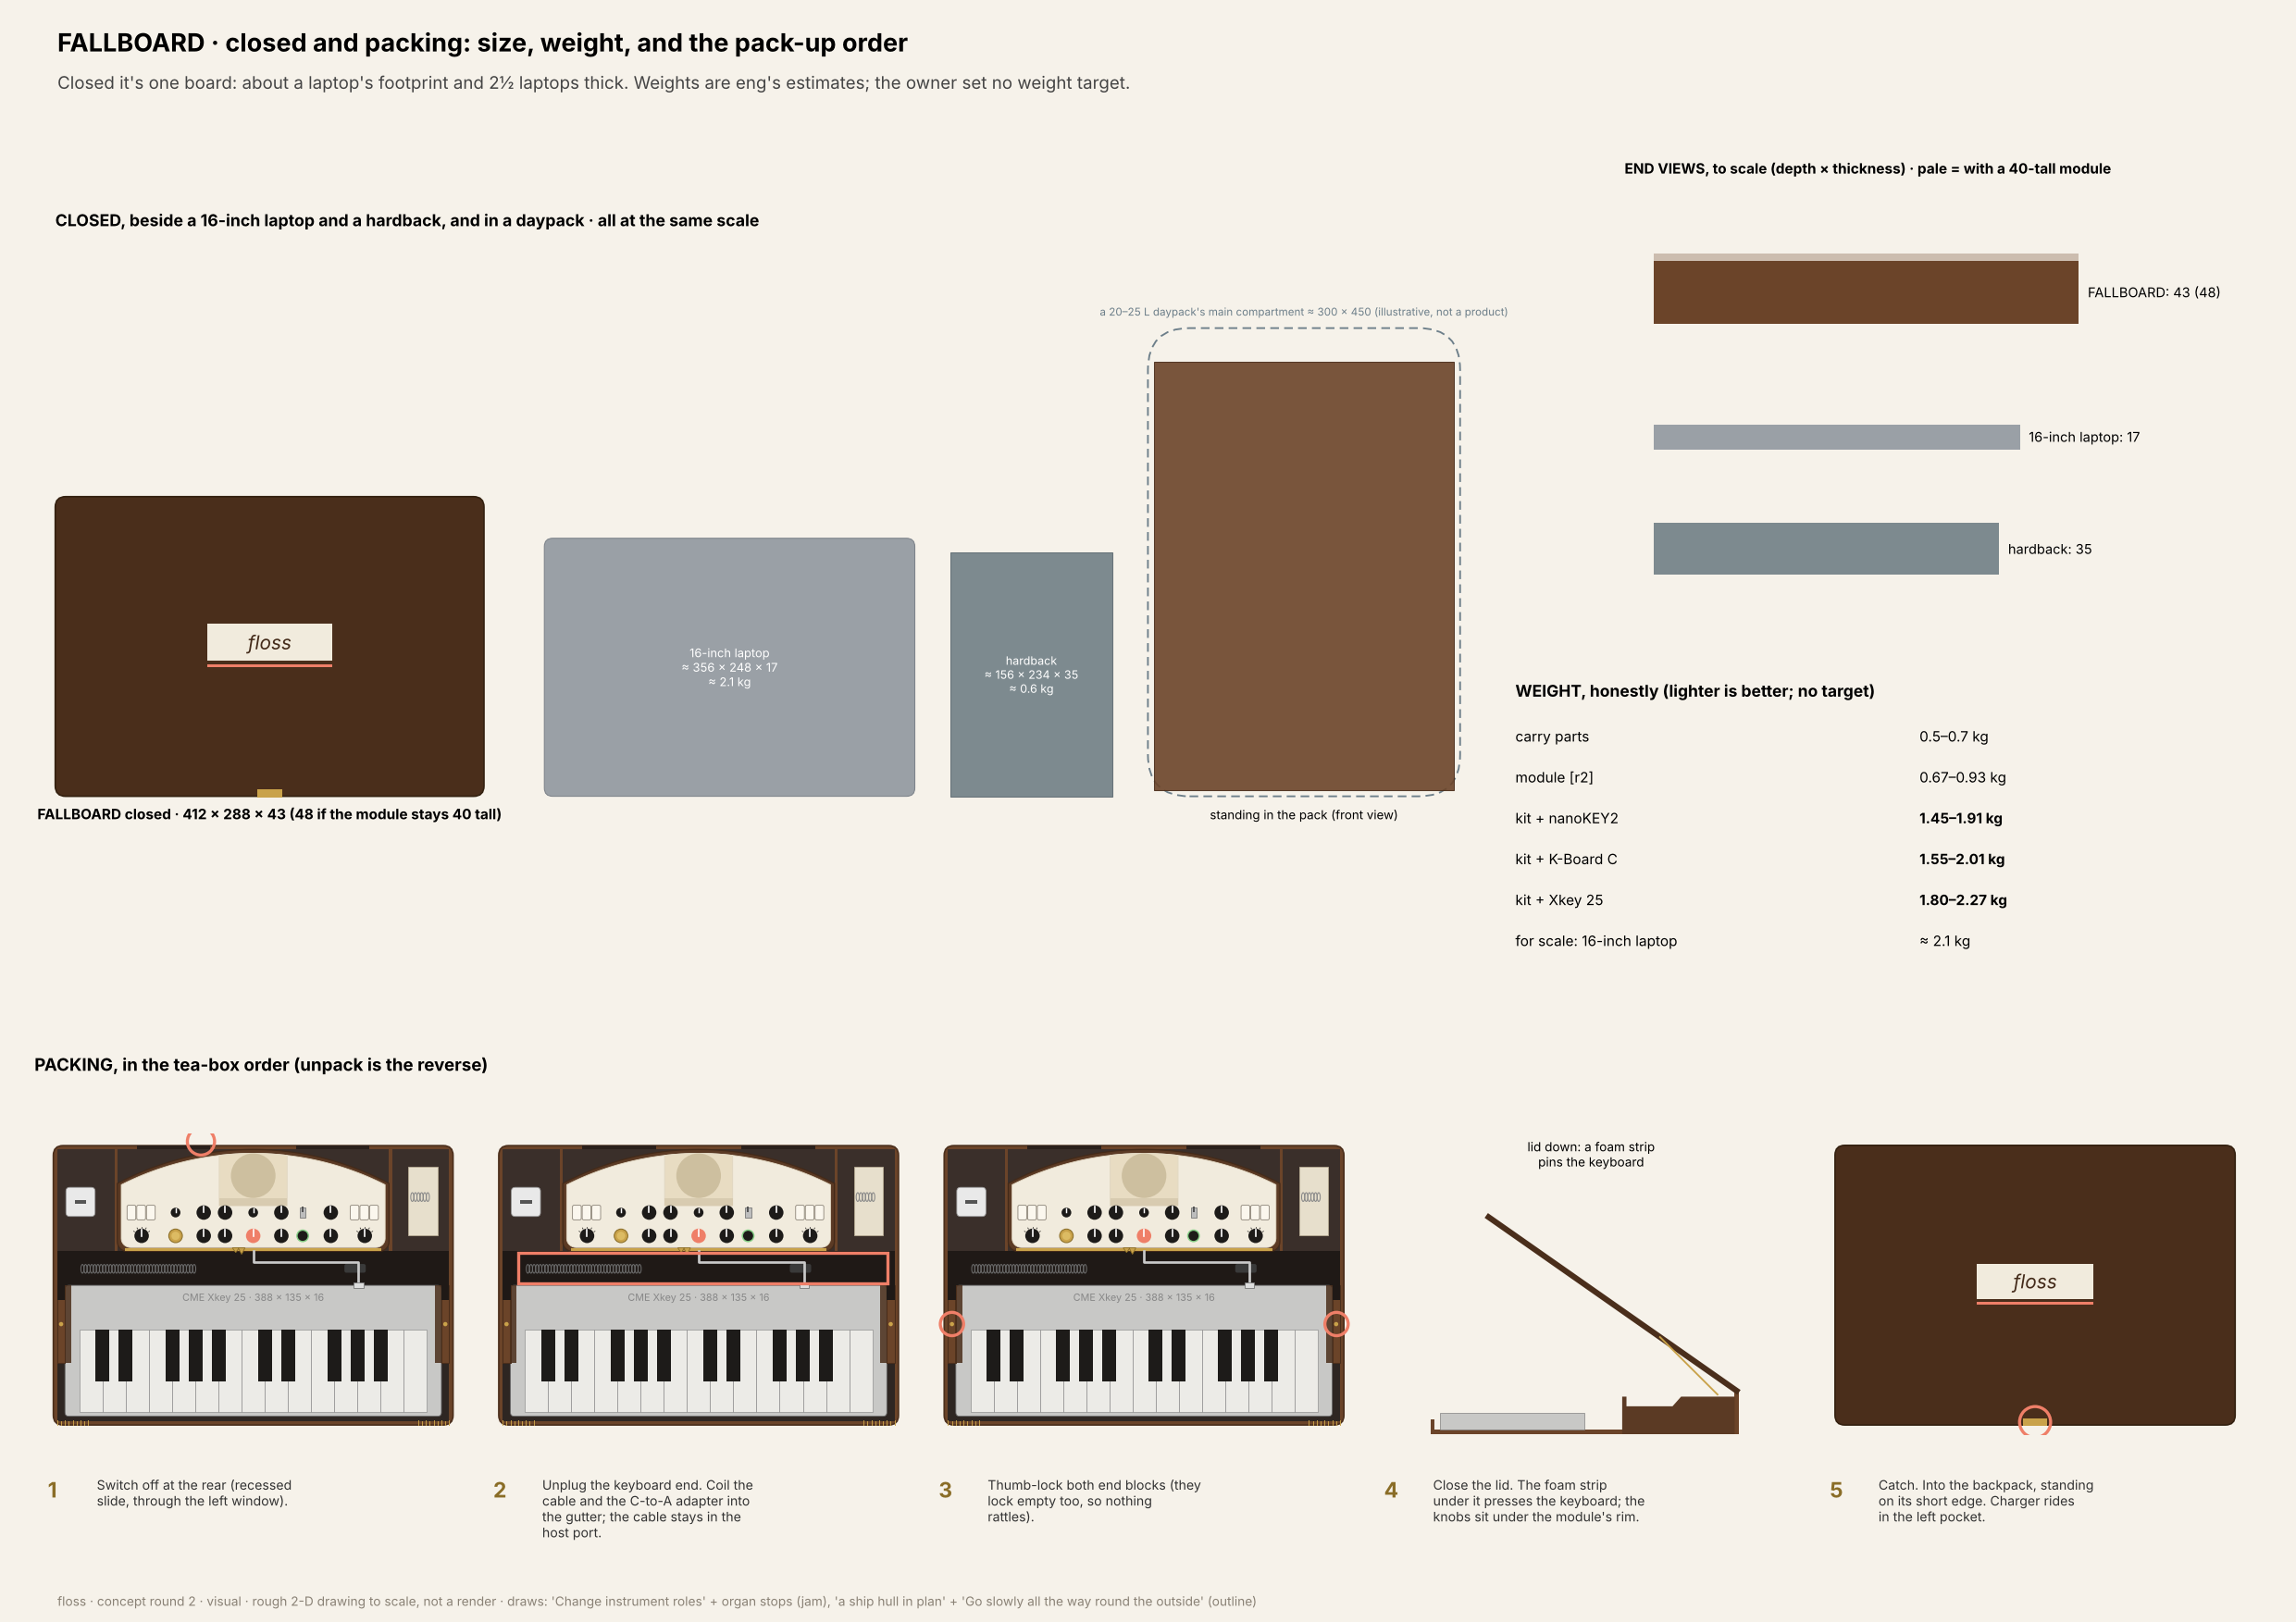 FALLBOARD · closed and packing: size, weight, and the pack-up order
Closed it's one board: about a laptop's footprint and 2½ laptops thick. Weights are eng's estimates; the owner set no weight target.
END VIEWS, to scale (depth × thickness) · pale = with a 40-tall module
CLOSED, beside a 16-inch laptop and a hardback, and in a daypack · all at the same scale
FALLBOARD: 43 (48)
a 20–25 L daypack's main compartment ≈ 300 × 450 (illustrative, not a product)
16-inch laptop: 17
hardback: 35
floss
16-inch laptop
≈ 356 × 248 × 17
≈ 2.1 kg
hardback
≈ 156 × 234 × 35
≈ 0.6 kg
FALLBOARD closed · 412 × 288 × 43 (48 if the module stays 40 tall)
standing in the pack (front view)
WEIGHT, honestly (lighter is better; no target)
carry parts 0.5–0.7 kg
module [r2] 0.67–0.93 kg
kit + nanoKEY2 1.45–1.91 kg
kit + K-Board C 1.55–2.01 kg
kit + Xkey 25 1.80–2.27 kg
for scale: 16-inch laptop ≈ 2.1 kg
PACKING, in the tea-box order (unpack is the reverse)
CME Xkey 25 · 388 × 135 × 16
CME Xkey 25 · 388 × 135 × 16
CME Xkey 25 · 388 × 135 × 16
lid down: a foam strip
pins the keyboard
floss
1
Switch off at the rear (recessed
slide, through the left window).
2
Unplug the keyboard end. Coil the
cable and the C-to-A adapter into
the gutter; the cable stays in the
host port.
3
Thumb-lock both end blocks (they
lock empty too, so nothing
rattles).
4
Close the lid. The foam strip
under it presses the keyboard; the
knobs sit under the module's rim.
5
Catch. Into the backpack, standing
on its short edge. Charger rides
in the left pocket.
floss · concept round 2 · visual · rough 2-D drawing to scale, not a render · draws: 'Change instrument roles' + organ stops (jam), 'a ship hull in plan' + 'Go slowly all the way round the outside' (outline)